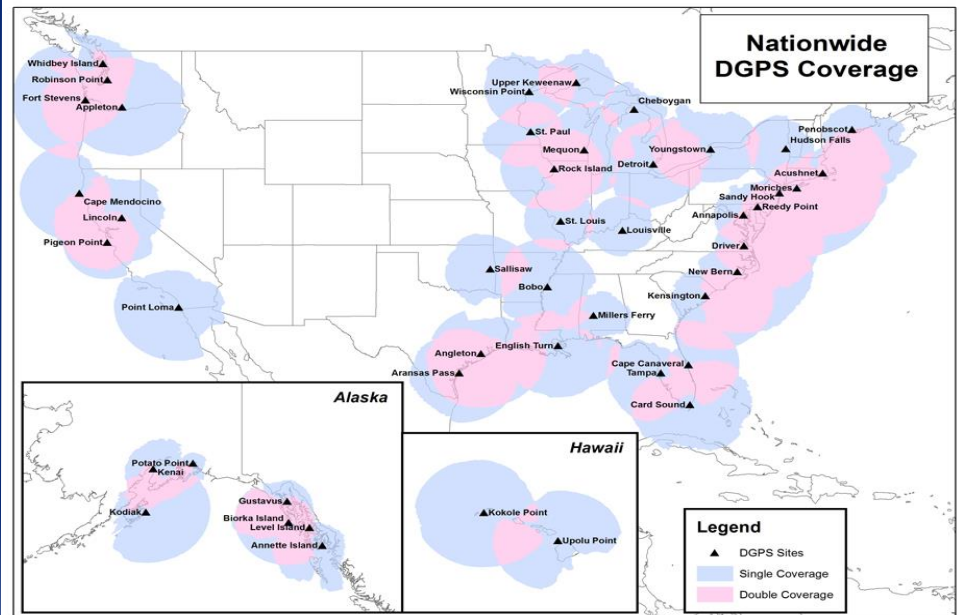 Nationwide
DGPS Coverage
Whidbey Island
Robinson Point
Fort Stevens
Appleton
Cape Mendocino
Lincoln
Pigeon Point
Point Loma
Upper Keweenaw
Wisconsin Point
Cheboygan
St. Paul
Mequon
Rock Island
Detroit
Youngstown
Penobscot
Hudson Falls
Acushnet
Moriches
Sandy Hook
Reedy Point
Annapolis
St. Louis
Louisville
Driver
Sallisaw
New Bern
Bobo
Kensington
Millers Ferry
English Turn
Angleton
Aransas Pass
Cape Canaveral
Tampa
Card Sound
Alaska
Potato Point
Kenai
Kodiak
Gustavus
Biorka Island
Level Island
Annette Island
Hawaii
Kokole Point
Upolu Point
Legend
DGPS Sites
Single Coverage
Double Coverage